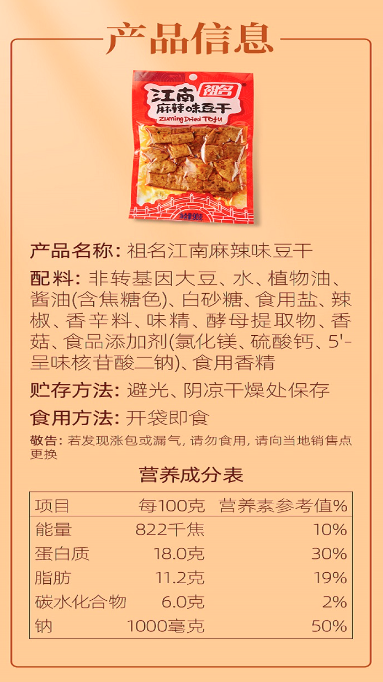 产品信息
江南
祖名
麻辣味豆干
Zuming Dried Tofu
产品名称：祖名江南麻辣味豆干
配料：非转基因大豆、水、植物油、
酱油(含焦糖色)、白砂糖、食用盐、辣
椒、香辛料、味精、酵母提取物、香
菇、食品添加剂(氯化镁、硫酸钙、5'-
呈味核苷酸二钠)、食用香精
贮存方法：避光、阴凉干燥处保存
食用方法：开袋即食
敬告：若发现涨包或漏气，请勿食用，请向当地销售点
更换
营养成分表
项目 每100克 营养素参考值%
能量 822千焦 10%
蛋白质 18.0克 30%
脂肪 11.2克 19%
碳水化合物 6.0克 2%
钠 1000毫克 50%